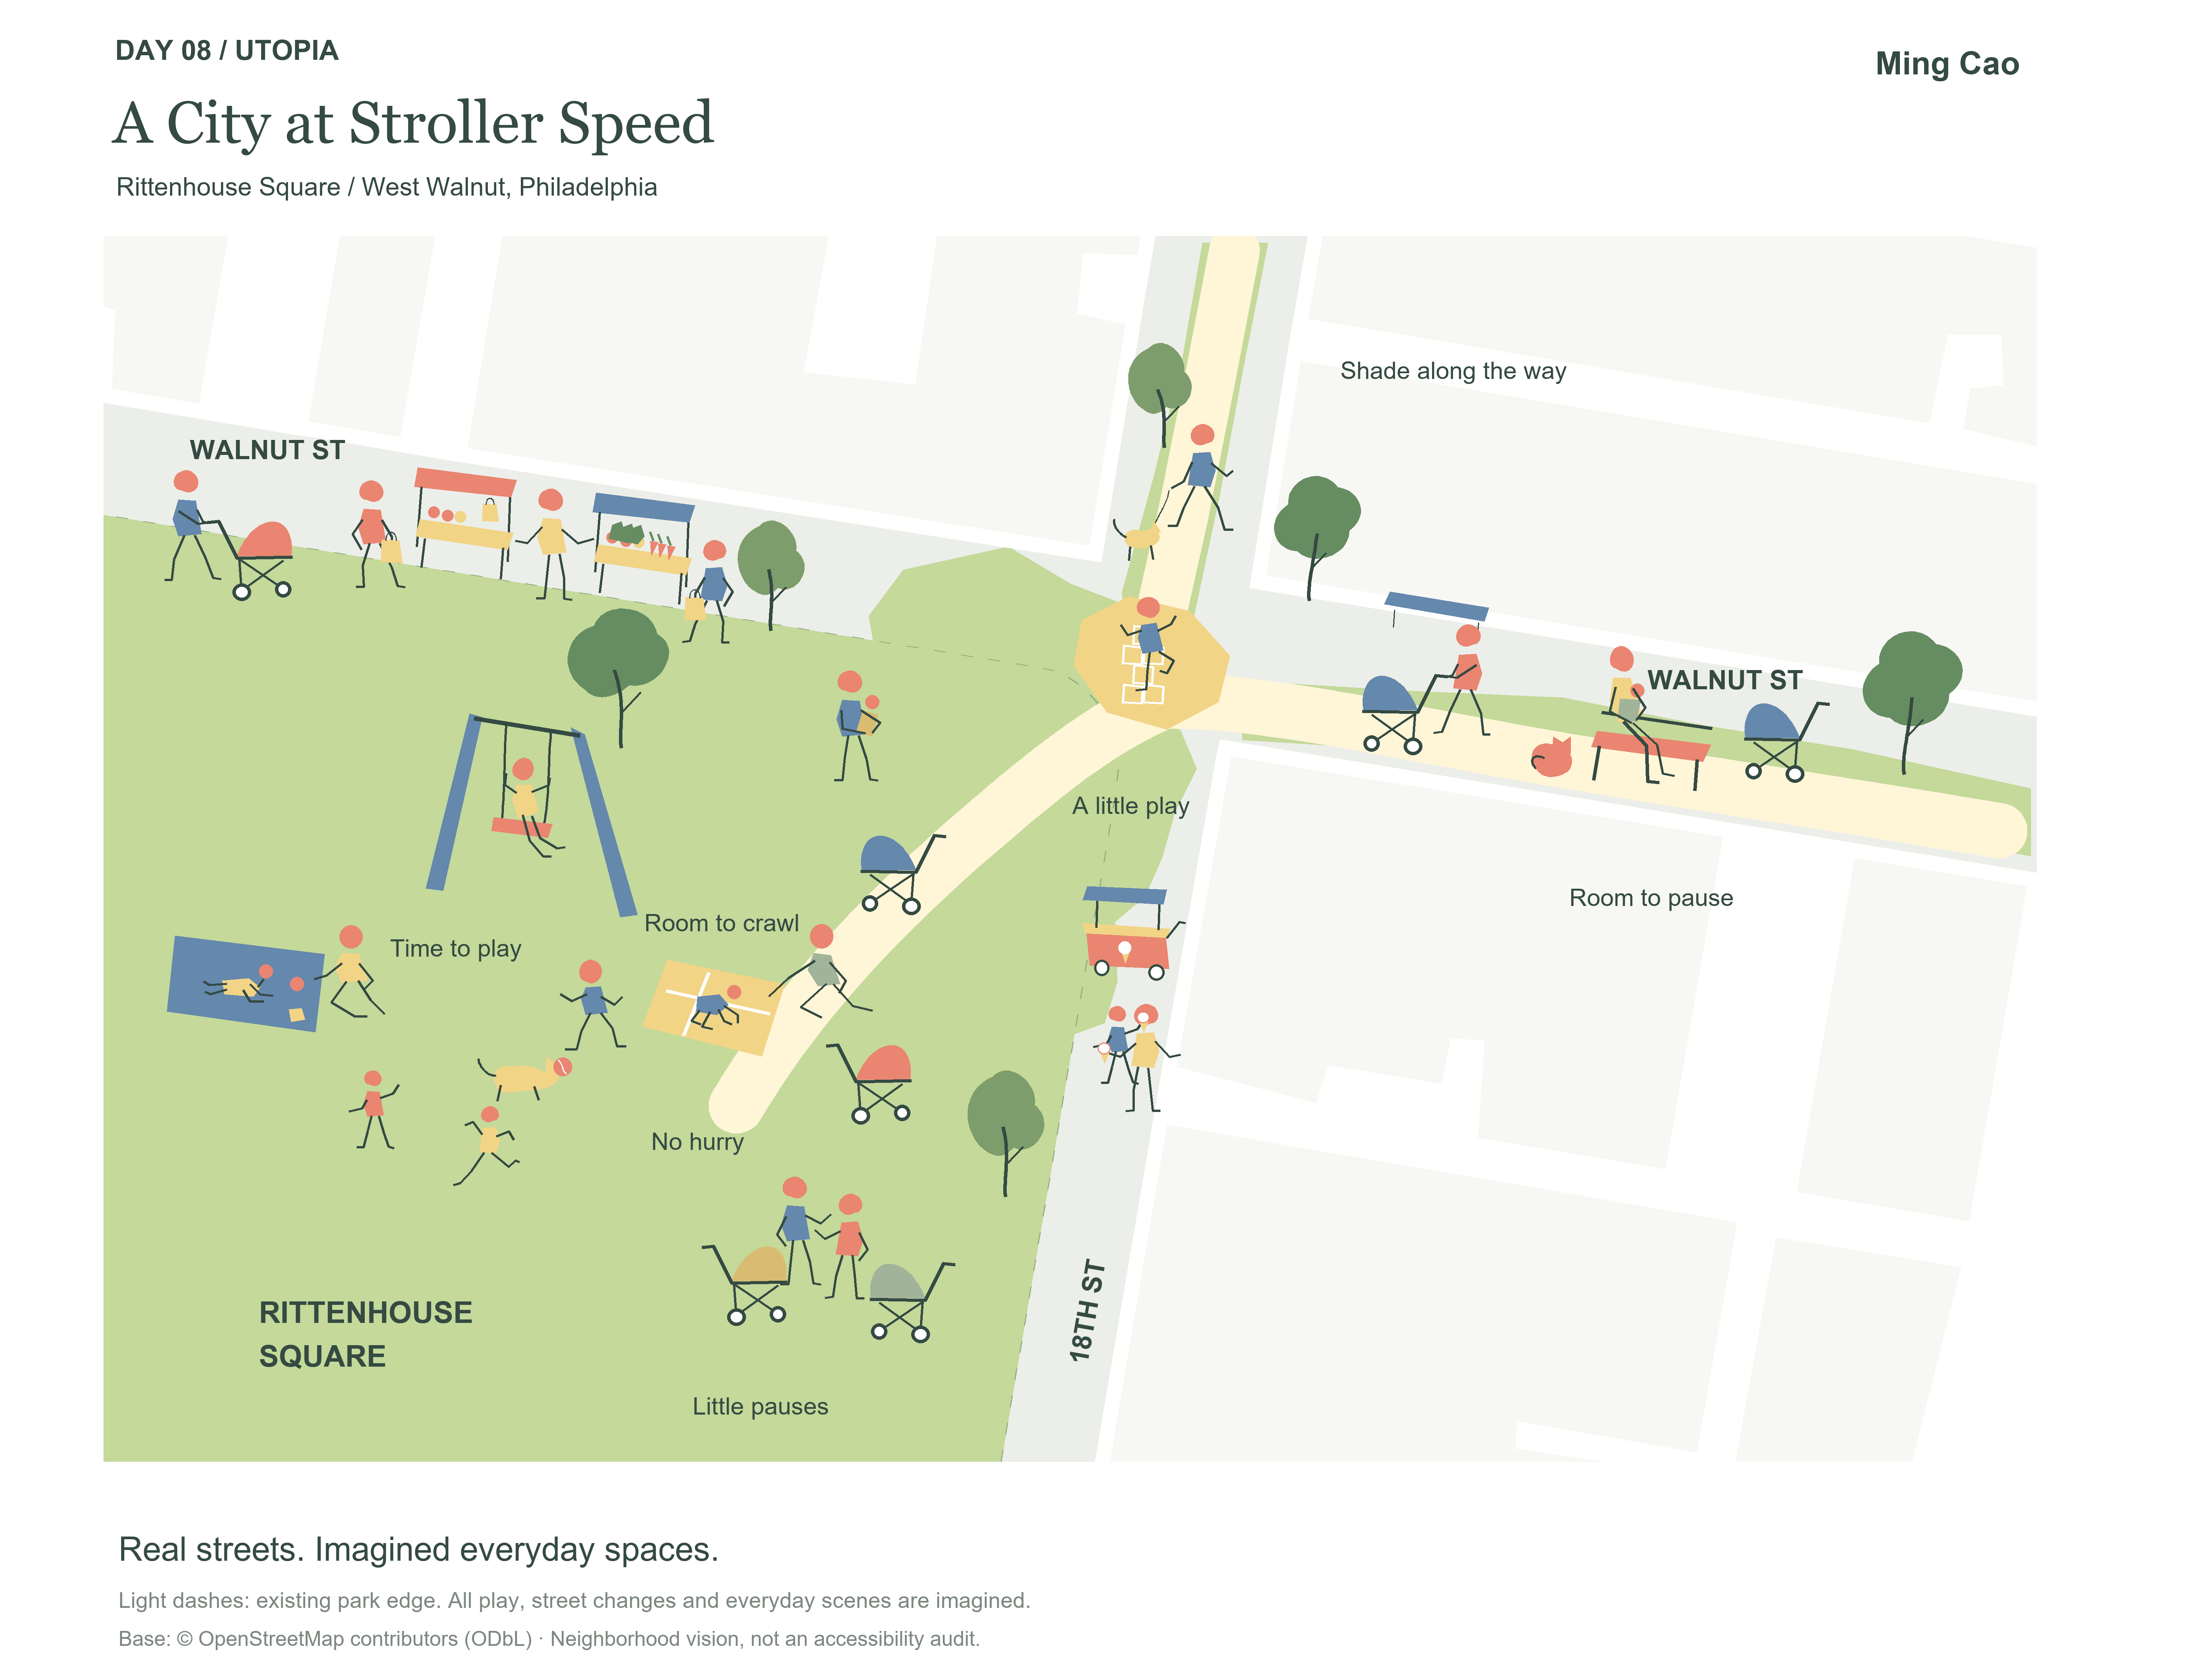 DAY 08 / UTOPIA
Ming Cao
A City at Stroller Speed
Rittenhouse Square / West Walnut, Philadelphia
Shade along the way
WALNUT ST
WALNUT ST
A little play
Room to pause
Room to crawl
Time to play
No hurry
18TH ST
RITTENHOUSE
SQUARE
Little pauses
Real streets. Imagined everyday spaces.
Light dashes: existing park edge. All play, street changes and everyday scenes are imagined.
Base: © OpenStreetMap contributors (ODbL) · Neighborhood vision, not an accessibility audit.